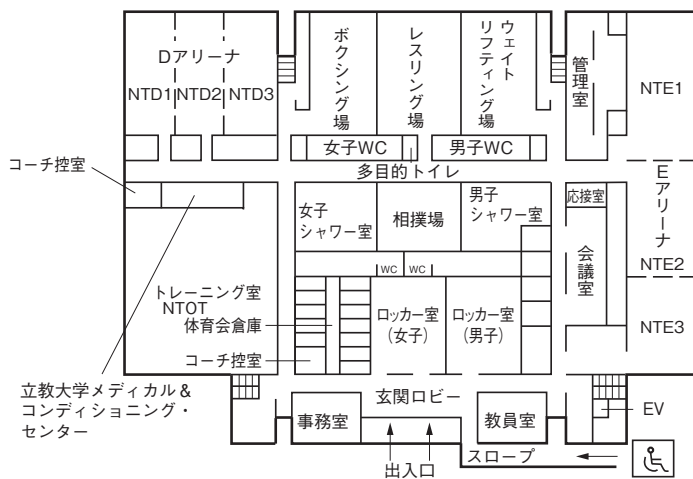 Dアリーナ
NTD1
NTD2
NTD3
ボクシング場
レスリング場
ウェイト
リフティング場
管理室
NTE1
女子WC
男子WC
多目的トイレ
コーチ控室
女子
シャワー室
相撲場
男子
シャワー室
応接室
Eアリーナ
NTE2
会議室
WC
WC
トレーニング室
NTOT
体育会倉庫
コーチ控室
ロッカー室
(女子)
ロッカー室
(男子)
NTE3
立教大学メディカル&
コンディショニング・
センター
玄関ロビー
事務室
教員室
EV
スロープ
出入口